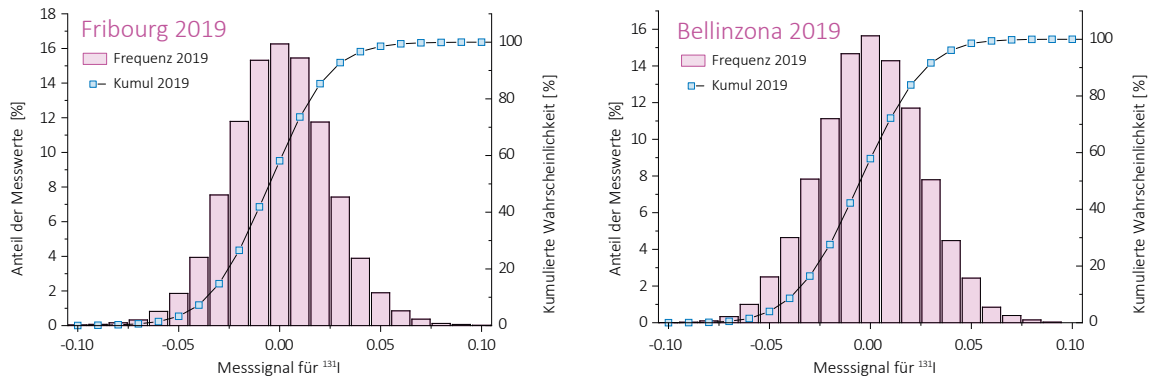 Fribourg 2019
Frequenz 2019
Kumul 2019
Anteil der Messwerte [%]
18
16
14
12
10
8
6
4
2
0
100
80
60
40
20
0
Kumulierte Wahrscheinlichkeit [%]
-0.10 -0.05 0.00 0.05 0.10
Messsignal für ¹³¹I
Bellinzona 2019
Frequenz 2019
Kumul 2019
Anteil der Messwerte [%]
16
14
12
10
8
6
4
2
0
100
80
60
40
20
0
Kumulierte Wahrscheinlichkeit [%]
-0.10 -0.05 0.00 0.05 0.10
Messsignal für ¹³¹I